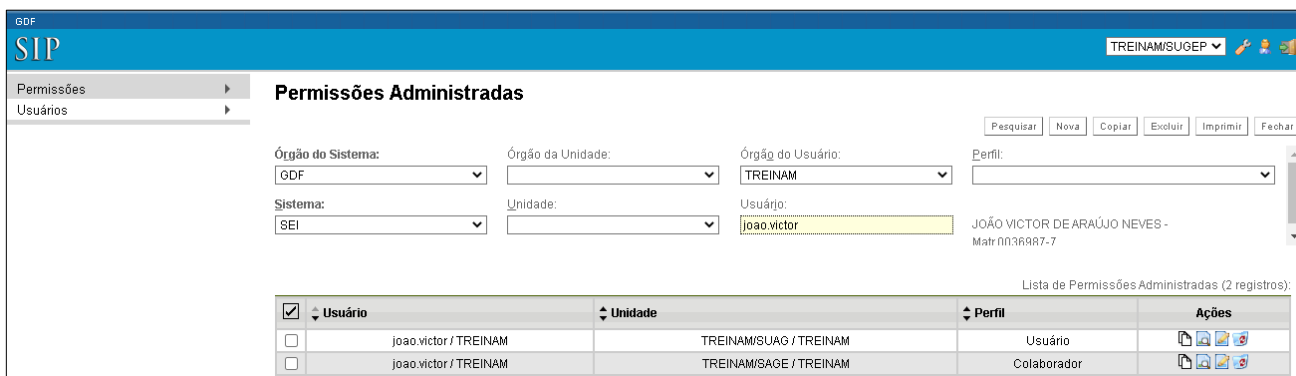 GDF
SIP
TREINAM/SUGEP
Permissões
Usuários
Permissões Administradas
Pesquisar Nova Copiar Excluir Imprimir Fechar
Órgão do Sistema: Órgão da Unidade: Órgão do Usuário: Perfil:
GDF TREINAM
Sistema: Unidade: Usuário:
SEI joao.victor JOÃO VICTOR DE ARAÚJO NEVES -
Matr.0036987-7
Lista de Permissões Administradas (2 registros):
Usuário Unidade Perfil Ações
joao.victor / TREINAM TREINAM/SUAG / TREINAM Usuário
joao.victor / TREINAM TREINAM/SAGE / TREINAM Colaborador